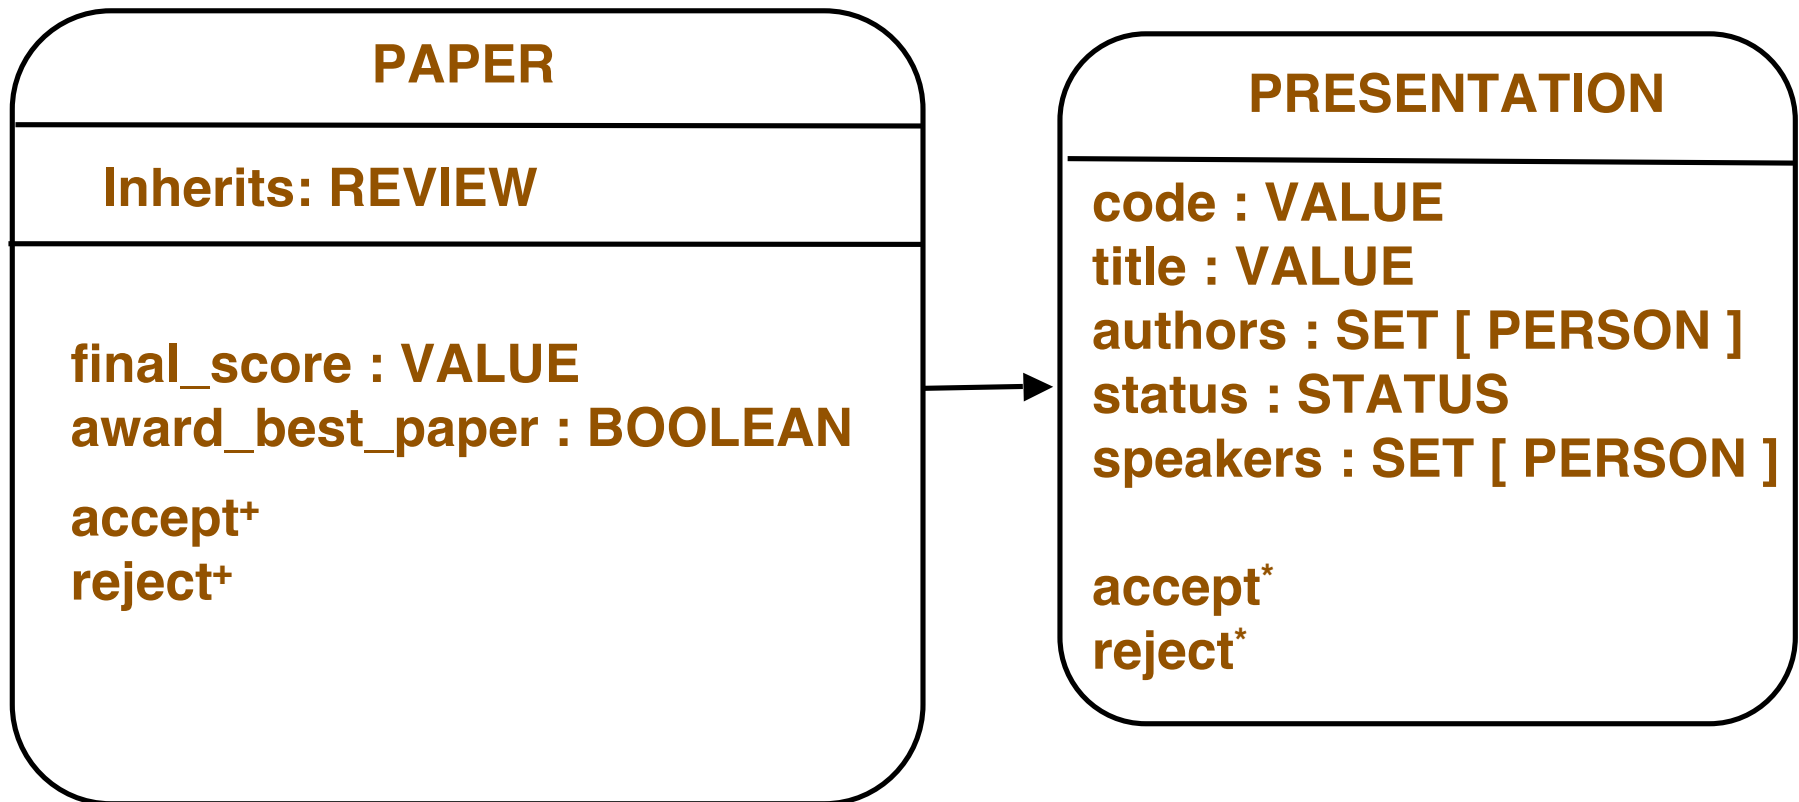 PAPER
Inherits: REVIEW
final_score : VALUE
award_best_paper : BOOLEAN
accept+
reject+
PRESENTATION
code : VALUE
title : VALUE
authors : SET [ PERSON ]
status : STATUS
speakers : SET [ PERSON ]
accept*
reject*